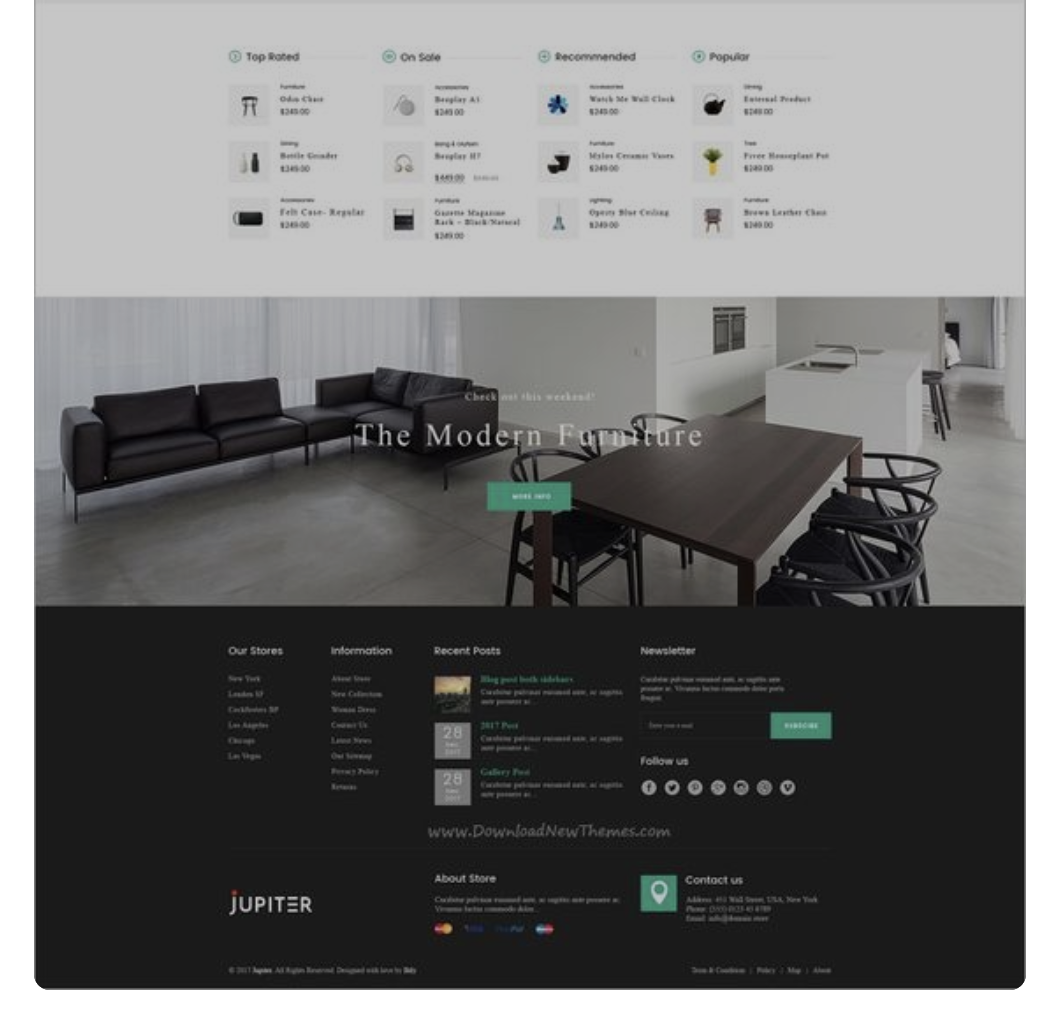 Top Rated
On Sale
Recommended
Popular
Furniture
Odos Chair
$249.00
Accessories
Beoplay A1
$249.00
Accessories
Watch Me Wall Clock
$249.00
Dining
External Product
$249.00
Dining
Bottle Grinder
$249.00
Beoplay H7
$449.00
Furniture
Mylos Ceramic Vases
$249.00
Tree
Houseplant Pot
$249.00
Accessories
Felt Case- Regular
$249.00
Furniture
Gazette Magazine
Rack - Black/Natural
$249.00
Lighting
Blue Ceiling
$249.00
Furniture
Brown Leather Chair
$249.00
Check out this weekend!
The Modern Furniture
MORE INFO
Our Stores
New York
London SF
Cockfosters BP
Los Angeles
Chicago
Las Vegas
Information
About Store
New Collection
Woman Dress
Contact Us
Latest News
Our Sitemap
Privacy Policy
Returns
Recent Posts
Blog post both sidebars
Curabitur pulvinar euismod ante, ac sagittis
ante posuere ac...
28
Dec
2017
2017 Post
Curabitur pulvinar euismod ante, ac sagittis
ante posuere ac...
28
Dec
2017
Gallery Post
Curabitur pulvinar euismod ante, ac sagittis
ante posuere ac...
Newsletter
Curabitur pulvinar euismod ante, ac sagittis ante
posuere ac. Vivamus luctus commodo dolor porta
feugiat.
Enter your e-mail
SUBSCRIBE
Follow us
www.DownloadNewThemes.com
JUPITER
About Store
Curabitur pulvinar euismod ante, ac sagittis ante posuere ac.
Vivamus luctus commodo dolor...
VISA
PayPal
Contact us
Address: 451 Wall Street, USA, New York
Phone: (555) 0123 45 6789
Email: info@domain.store
© 2017 Jupiter. All Rights Reserved. Designed with love by
Term & Condition | Policy | Map | About